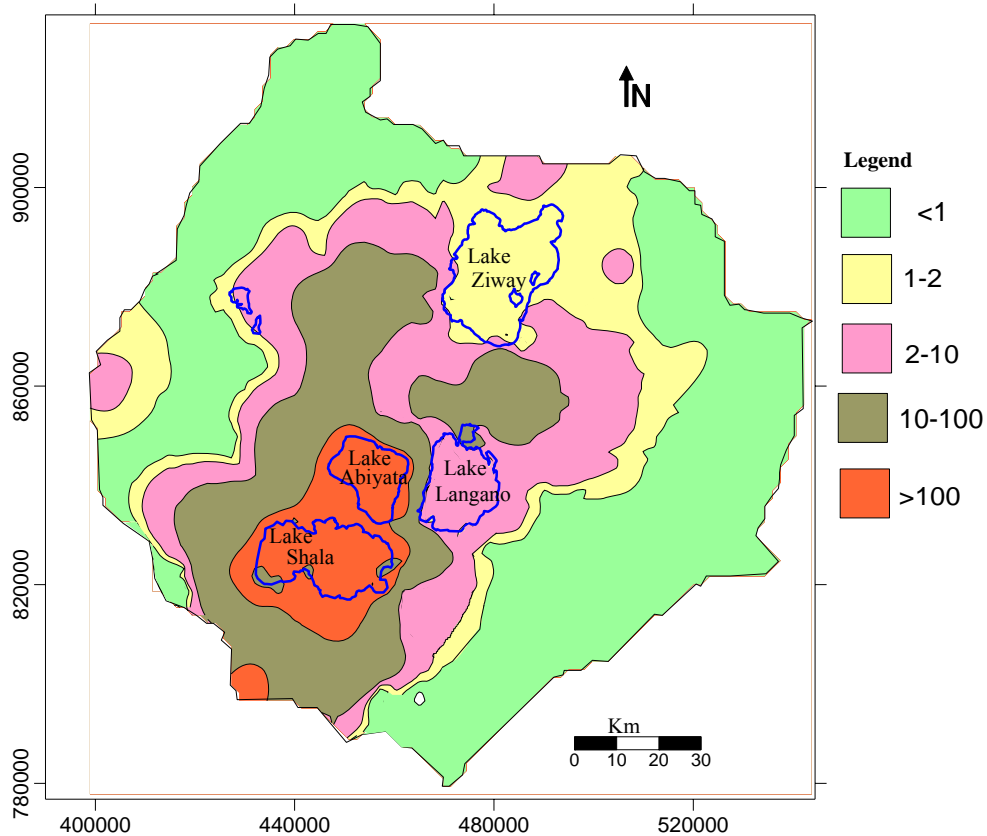 N
900000
860000
820000
780000
Lake
Ziway
Lake
Abiyata
Lake
Langano
Lake
Shala
Km
0 10 20 30
400000 440000 480000 520000
Legend
<1
1-2
2-10
10-100
>100